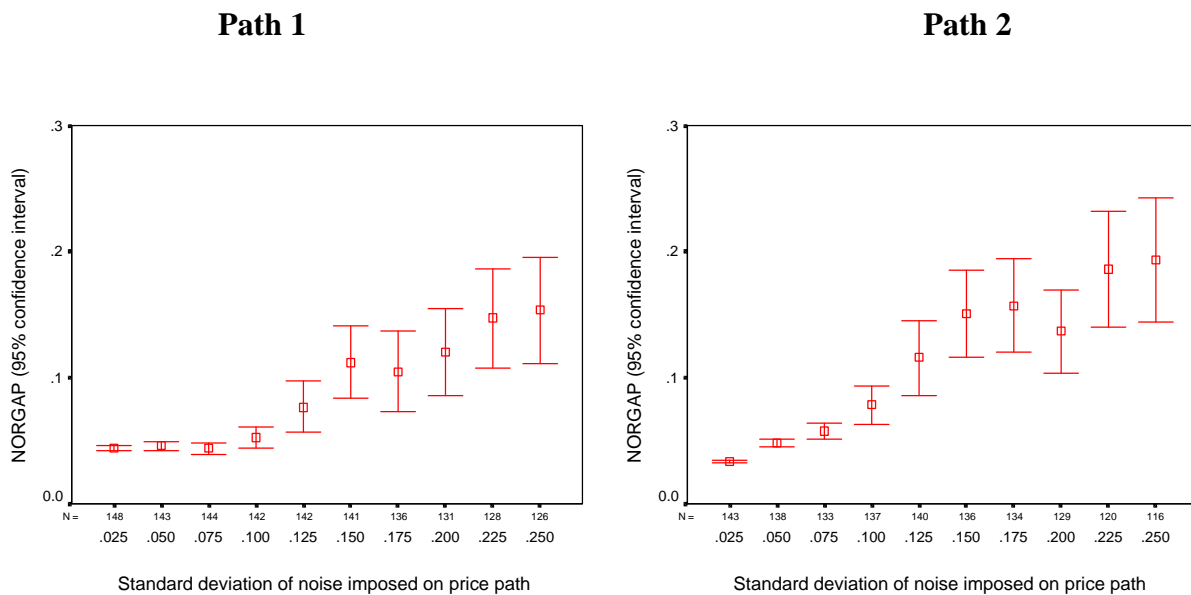 Path 1
Path 2
NORGAP (95% confidence interval)
.3
.2
.1
0.0
N = 148 143 144 142 142 141 136 131 128 126
.025 .050 .075 .100 .125 .150 .175 .200 .225 .250
Standard deviation of noise imposed on price path
NORGAP (95% confidence interval)
.3
.2
.1
0.0
N = 143 138 133 137 140 136 134 129 120 116
.025 .050 .075 .100 .125 .150 .175 .200 .225 .250
Standard deviation of noise imposed on price path